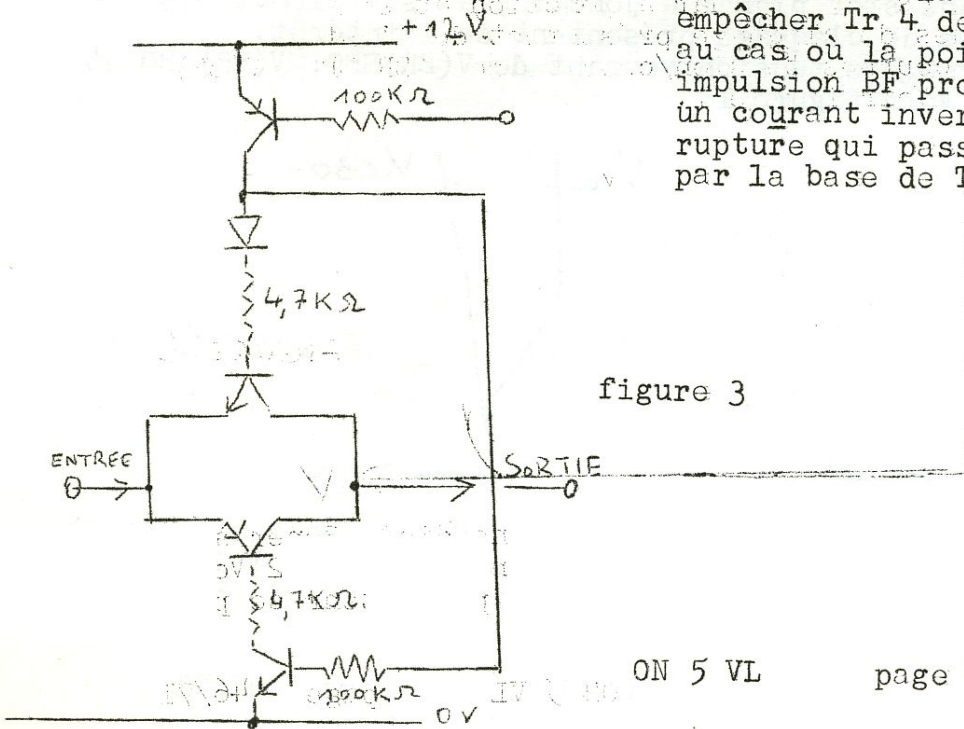 + 12 V
empêcher Tr 4 de
au cas où la poi
impulsion BF pro
un courant inver
rupture qui pass
par la base de T
100KΩ
4,7KΩ
figure 3
ENTREE
SORTIE
4,7KΩ
100KΩ
0 V
ON 5 VL page